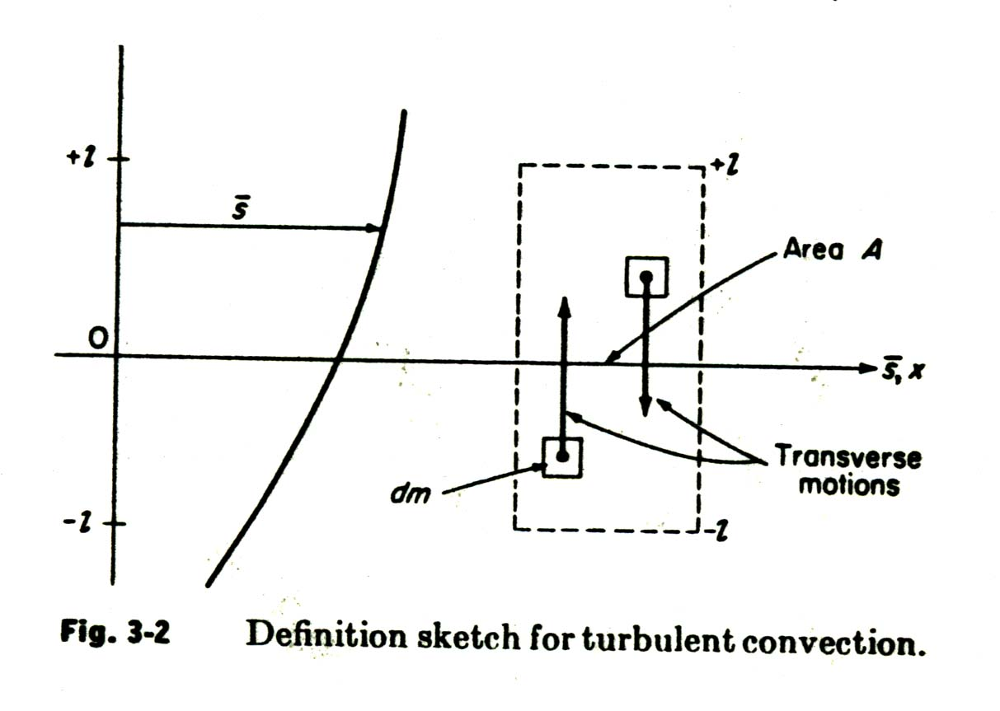 +l
s̄
O
-l
+l
Area A
s̄, x
dm
Transverse
motions
-l
Fig. 3-2 Definition sketch for turbulent convection.